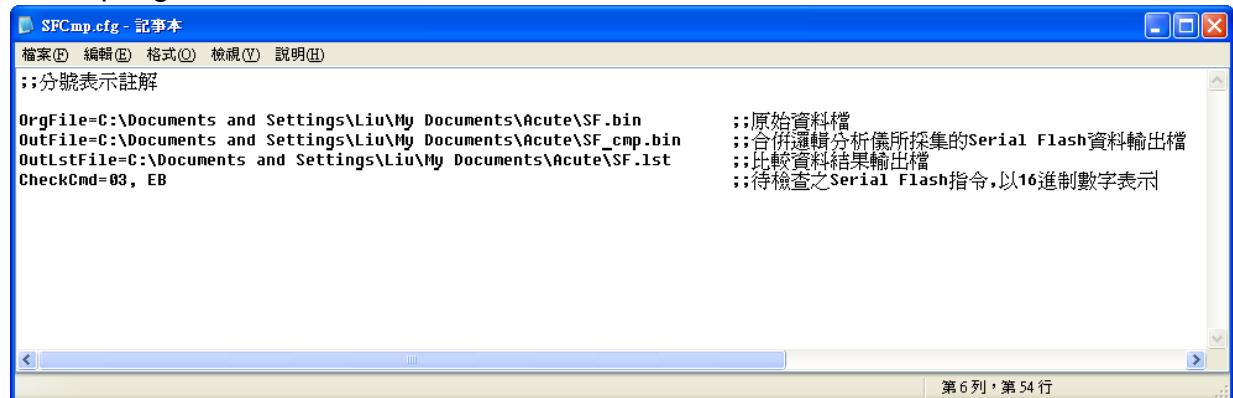 SFCmp.cfg - 記事本
檔案(F) 編輯(E) 格式(O) 檢視(V) 說明(H)
;;分號表示註解
OrgFile=C:\Documents and Settings\Liu\My Documents\Acute\SF.bin ;;原始資料檔
OutFile=C:\Documents and Settings\Liu\My Documents\Acute\SF_cmp.bin ;;合併邏輯分析儀所採集的Serial Flash資料輸出檔
OutLstFile=C:\Documents and Settings\Liu\My Documents\Acute\SF.lst ;;比較資料結果輸出檔
CheckCmd=03, EB ;;待檢查之Serial Flash指令,以16進制數字表示
第 6 列，第 54 行